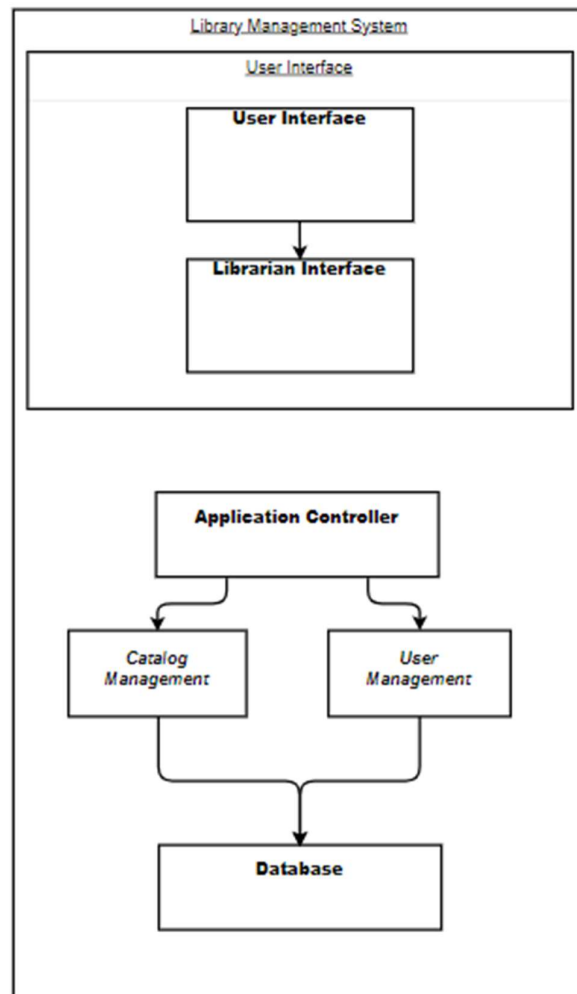 Library Management System
User Interface
User Interface
Librarian Interface
Application Controller
Catalog
Management
User
Management
Database